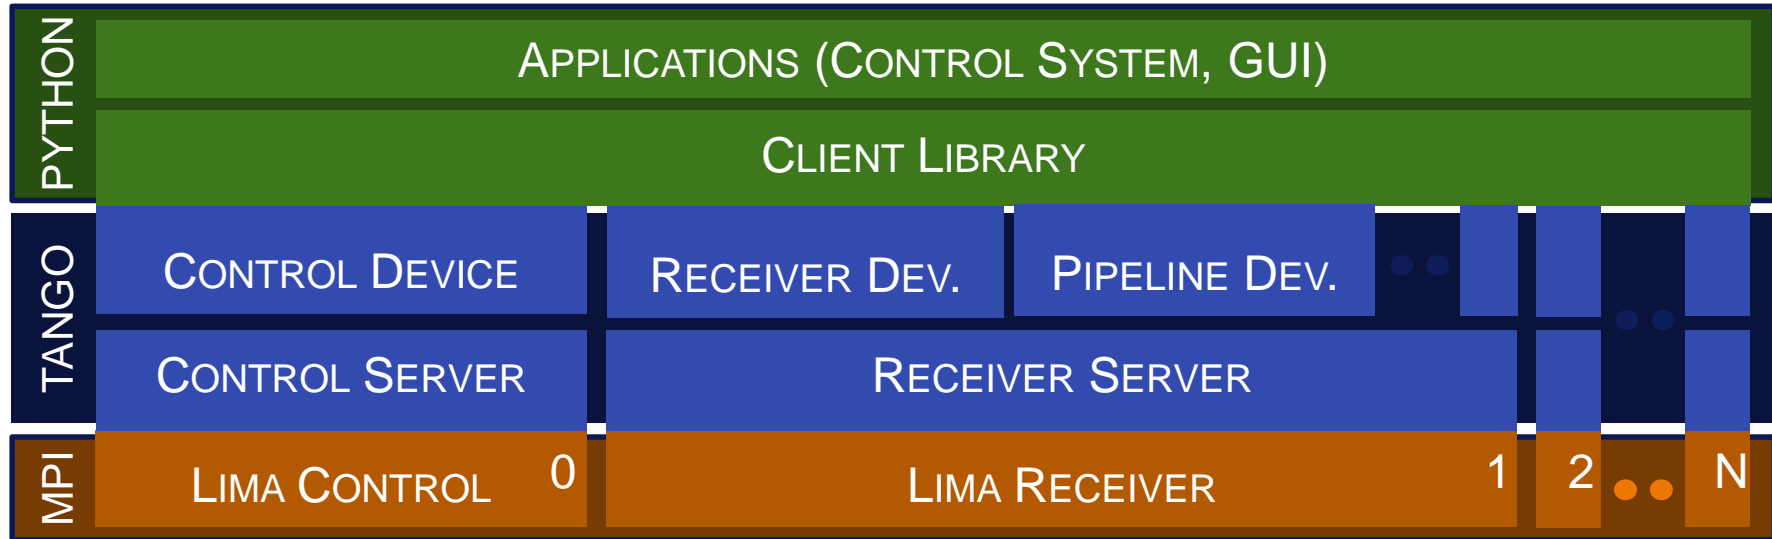 PYTHON
APPLICATIONS (CONTROL SYSTEM, GUI)
CLIENT LIBRARY
TANGO
CONTROL DEVICE
RECEIVER DEV.
PIPELINE DEV.
CONTROL SERVER
RECEIVER SERVER
MPI
LIMA CONTROL 0
LIMA RECEIVER 1
2
N